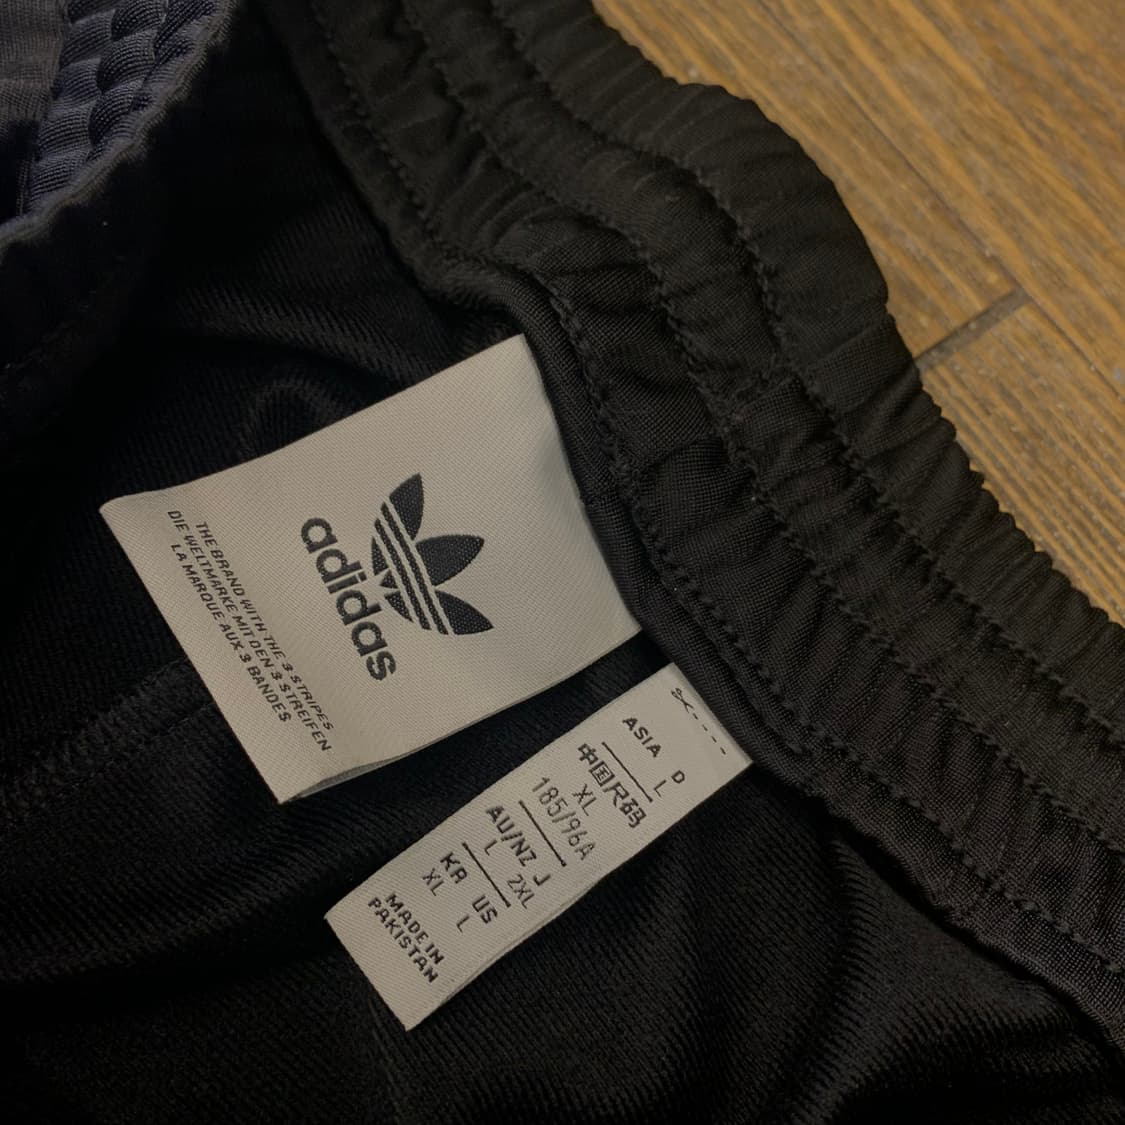 adidas
THE BRAND WITH THE 3 STRIPES
DIE WELTMARKE MIT DEN 3 STREIFEN
LA MARQUE AUX 3 BANDES
ASIA D
L
中国尺码
XL
185/96A
AU/NZ J
L 2XL
KR US
XL L
MADE IN
PAKISTAN